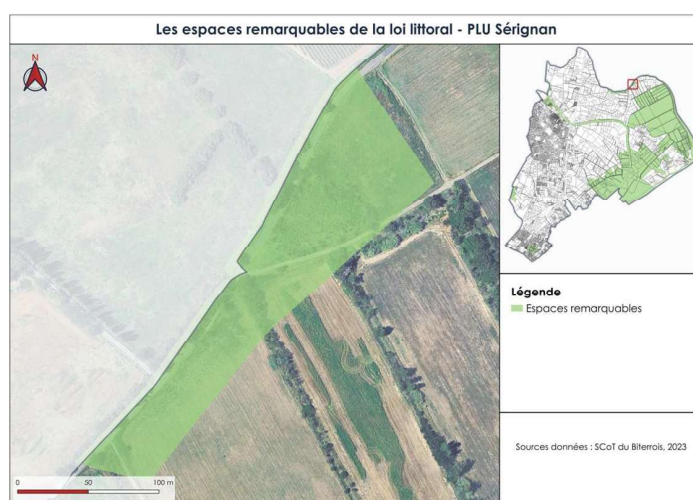 Les espaces remarquables de la loi littoral - PLU Sérignan
N
Légende
Espaces remarquables
Sources données : SCoT du Biterrois, 2023
0 50 100 m